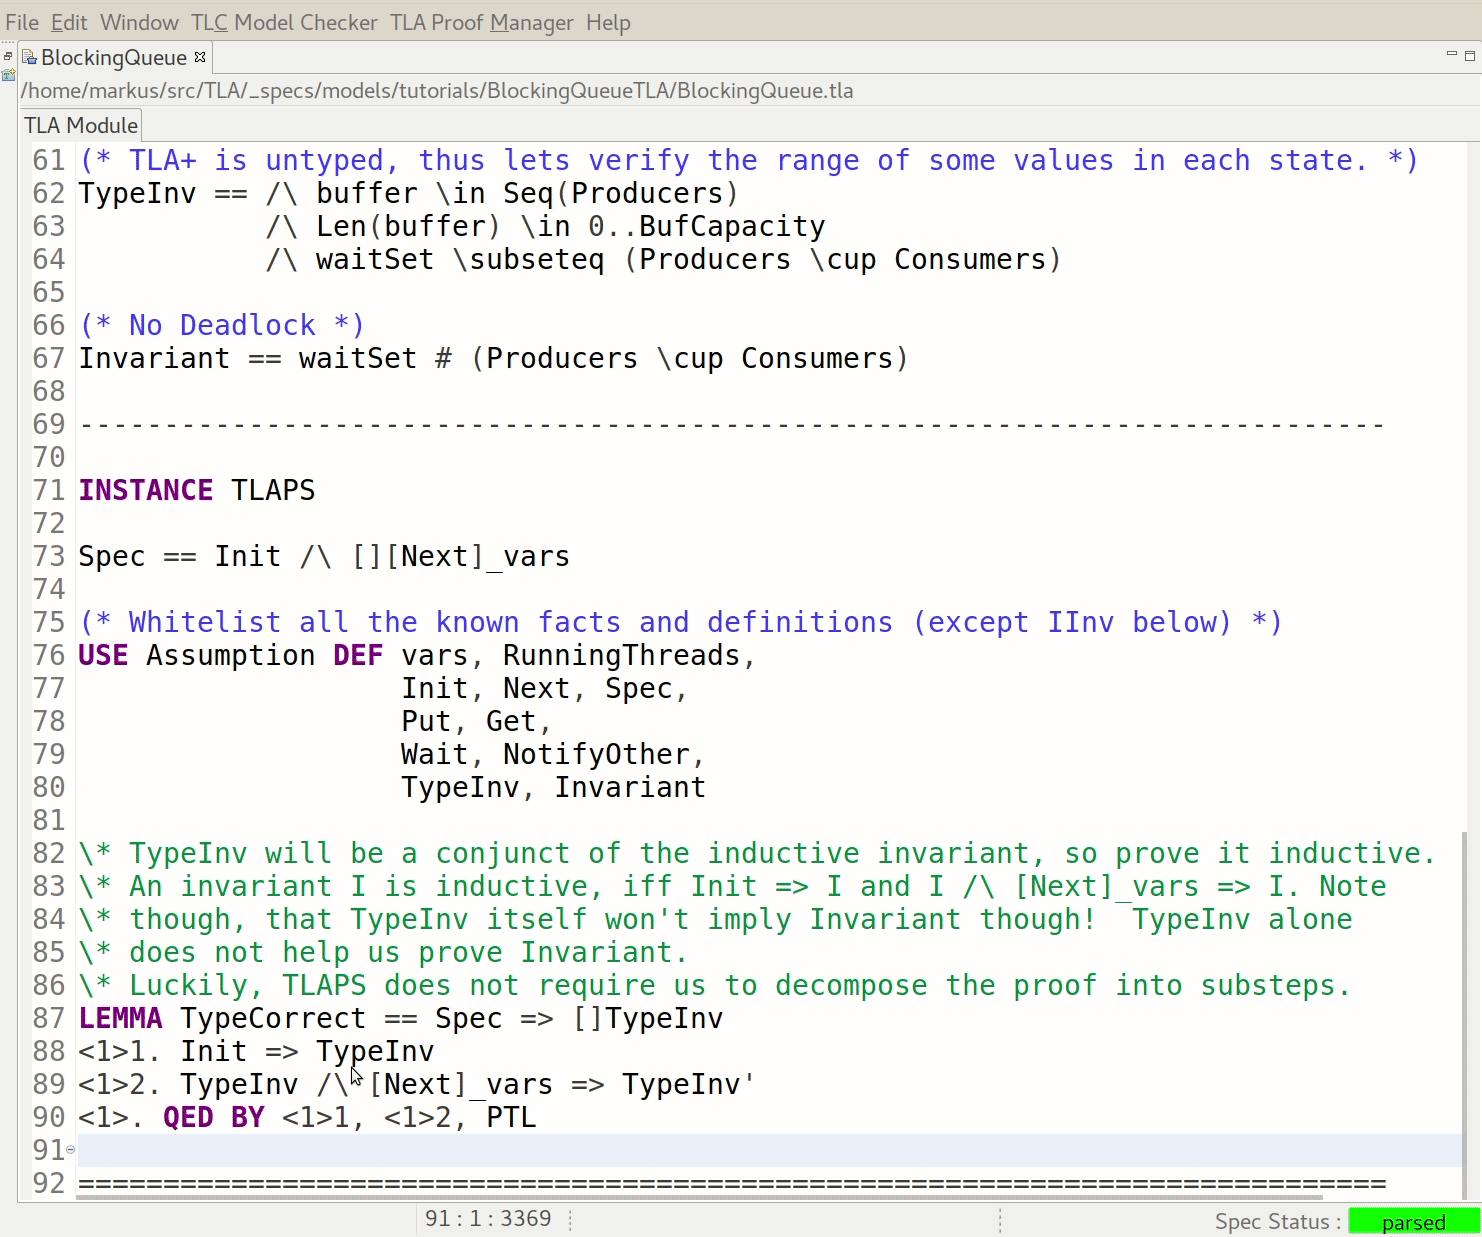 File Edit Window TLC Model Checker TLA Proof Manager Help
BlockingQueue
/home/markus/src/TLA/_specs/models/tutorials/BlockingQueueTLA/BlockingQueue.tla
TLA Module
61 (* TLA+ is untyped, thus lets verify the range of some values in each state. *)
62 TypeInv == /\ buffer \in Seq(Producers)
63            /\ Len(buffer) \in 0..BufCapacity
64            /\ waitSet \subseteq (Producers \cup Consumers)
65
66 (* No Deadlock *)
67 Invariant == waitSet # (Producers \cup Consumers)
68
69 -----------------------------------------------------------------------------
70
71 INSTANCE TLAPS
72
73 Spec == Init /\ [][Next]_vars
74
75 (* Whitelist all the known facts and definitions (except IInv below) *)
76 USE Assumption DEF vars, RunningThreads,
77                    Init, Next, Spec,
78                    Put, Get,
79                    Wait, NotifyOther,
80                    TypeInv, Invariant
81
82 \* TypeInv will be a conjunct of the inductive invariant, so prove it inductive.
83 \* An invariant I is inductive, iff Init => I and I /\ [Next]_vars => I. Note
84 \* though, that TypeInv itself won't imply Invariant though!  TypeInv alone
85 \* does not help us prove Invariant.
86 \* Luckily, TLAPS does not require us to decompose the proof into substeps.
87 LEMMA TypeCorrect == Spec => []TypeInv
88 <1>1. Init => TypeInv
89 <1>2. TypeInv /\ [Next]_vars => TypeInv'
90 <1>. QED BY <1>1, <1>2, PTL
91
92 =============================================================================
91 : 1 : 3369
Spec Status : parsed